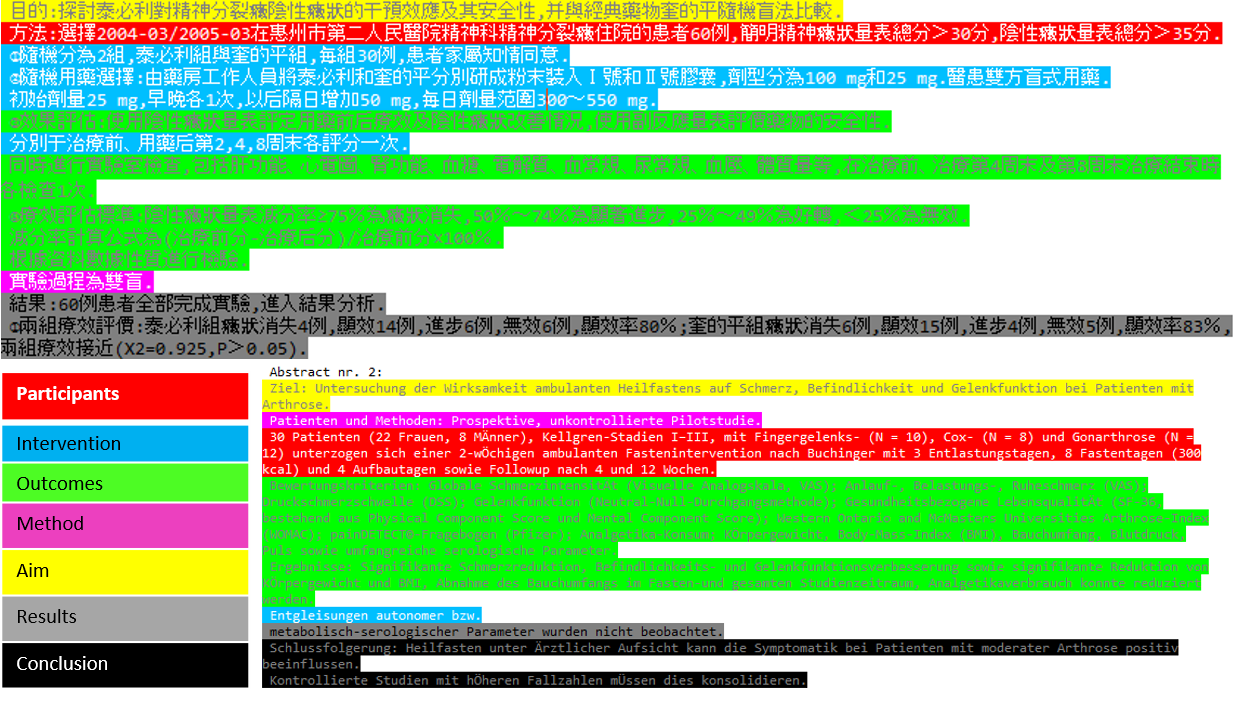 目的:探討泰必利對精神分裂癥陰性癥狀的干預效應及其安全性,并與經典藥物奎的平隨機盲法比較.
方法:選擇2004-03/2005-03在惠州市第二人民醫院精神科精神分裂癥住院的患者60例,簡明精神癥狀量表總分＞30分,陰性癥狀量表總分＞35分.
①隨機分為2組,泰必利組與奎的平組,每組30例,患者家屬知情同意.
②隨機用藥選擇:由藥房工作人員將泰必利和奎的平分別研成粉末裝入Ⅰ號和Ⅱ號膠囊,劑型分為100 mg和25 mg.醫患雙方盲式用藥.
初始劑量25 mg,早晚各1次,以后隔日增加50 mg,每日劑量范圍300～550 mg.
③效果評估:使用陰性癥狀量表評定用藥前后療效及陰性癥狀改善情況,使用副反應量表評價藥物的安全性.
分別于治療前、用藥后第2,4,8周末各評分一次.
同時進行實驗室檢查,包括肝功能、心電圖、腎功能、血糖、電解質、血常規、尿常規、血壓、體質量等,在治療前、治療第4周末及第8周末治療結束時
各檢查1次.
④療效評估標準:陰性癥狀量表減分率≥75％為癥狀消失,50％～74％為顯著進步,25％～49％為好轉,＜25％為無效.
減分率計算公式為(治療前分-治療后分)/治療前分×100％.
根據資料數據性質進行檢驗.
實驗過程為雙盲.
結果:60例患者全部完成實驗,進入結果分析.
①兩組療效評價:泰必利組癥狀消失4例,顯效14例,進步6例,無效6例,顯效率80％;奎的平組癥狀消失6例,顯效15例,進步4例,無效5例,顯效率83％,
兩組療效接近(X2=0.925,P＞0.05).
Participants
Intervention
Outcomes
Method
Aim
Results
Conclusion
Abstract nr. 2:
Ziel: Untersuchung der Wirksamkeit ambulanten Heilfastens auf Schmerz, Befindlichkeit und Gelenkfunktion bei Patienten mit
Arthrose.
Patienten und Methoden: Prospektive, unkontrollierte Pilotstudie.
30 Patienten (22 Frauen, 8 MÄnner), Kellgren-Stadien I–III, mit Fingergelenks- (N = 10), Cox- (N = 8) und Gonarthrose (N =
12) unterzogen sich einer 2-wÖchigen ambulanten Fastenintervention nach Buchinger mit 3 Entlastungstagen, 8 Fastentagen (300
kcal) und 4 Aufbautagen sowie Followup nach 4 und 12 Wochen.
Bewertungskriterien: Globale SchmerzintensitÄt (Visuelle Analogskala, VAS); Anlauf-, Belastungs-, Ruheschmerz (VAS);
Druckschmerzschwelle (DSS); Gelenkfunktion (Neutral-Null-Durchgangsmethode); Gesundheitsbezogene LebensqualitÄt (SF-36,
bestehend aus Physical Component Score und Mental Component Score); Western Ontario and McMasters Universities Arthrose-Index
(WOMAC); painDETECT®-Fragebogen (Pfizer); Analgetika-Konsum; KÖrpergewicht, Body-Mass-Index (BMI), Bauchumfang, Blutdruck,
Puls sowie umfangreiche serologische Parameter.
Ergebnisse: Signifikante Schmerzreduktion, Befindlichkeits- und Gelenkfunktionsverbesserung sowie signifikante Reduktion von
KÖrpergewicht und BMI, Abnahme des Bauchumfangs im Fasten-und gesamten Studienzeitraum, Analgetikaverbrauch konnte reduziert
werden.
Entgleisungen autonomer bzw.
metabolisch-serologischer Parameter wurden nicht beobachtet.
Schlussfolgerung: Heilfasten unter Ärztlicher Aufsicht kann die Symptomatik bei Patienten mit moderater Arthrose positiv
beeinflussen.
Kontrollierte Studien mit hÖheren Fallzahlen mÜssen dies konsolidieren.